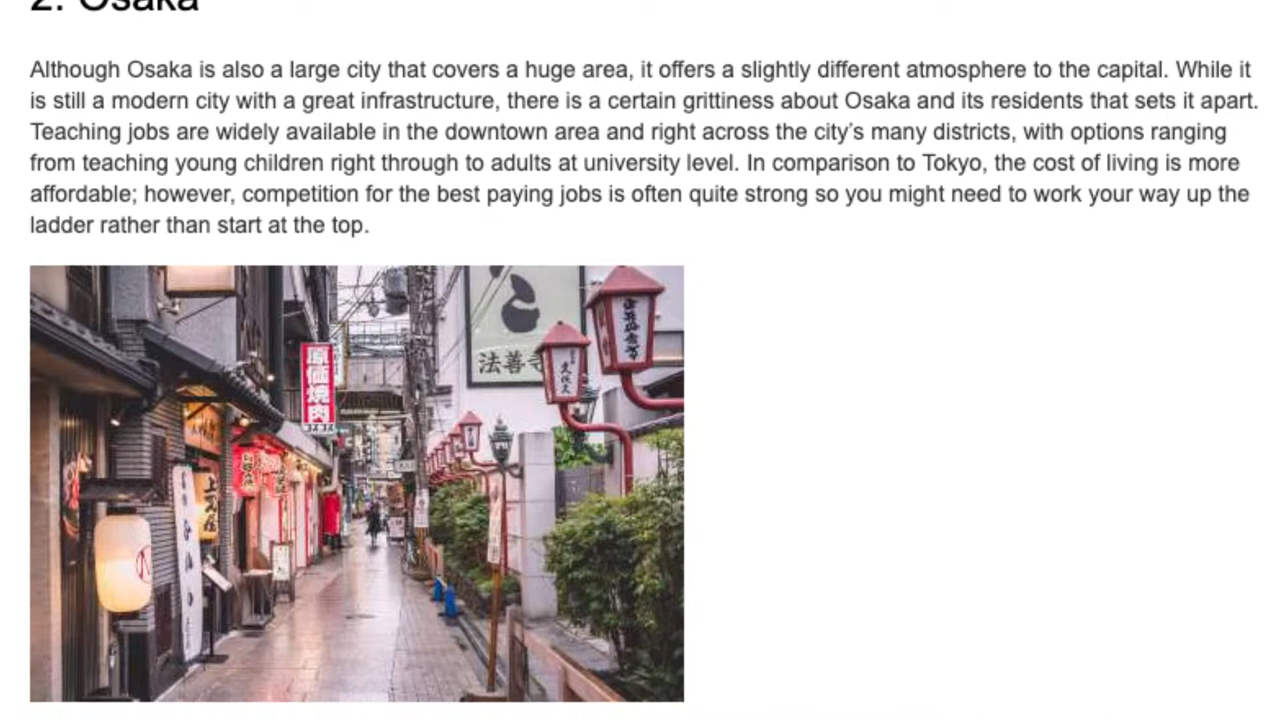 2. Osaka
Although Osaka is also a large city that covers a huge area, it offers a slightly different atmosphere to the capital. While it
is still a modern city with a great infrastructure, there is a certain grittiness about Osaka and its residents that sets it apart.
Teaching jobs are widely available in the downtown area and right across the city’s many districts, with options ranging
from teaching young children right through to adults at university level. In comparison to Tokyo, the cost of living is more
affordable; however, competition for the best paying jobs is often quite strong so you might need to work your way up the
ladder rather than start at the top.
原価焼肉
法善寺